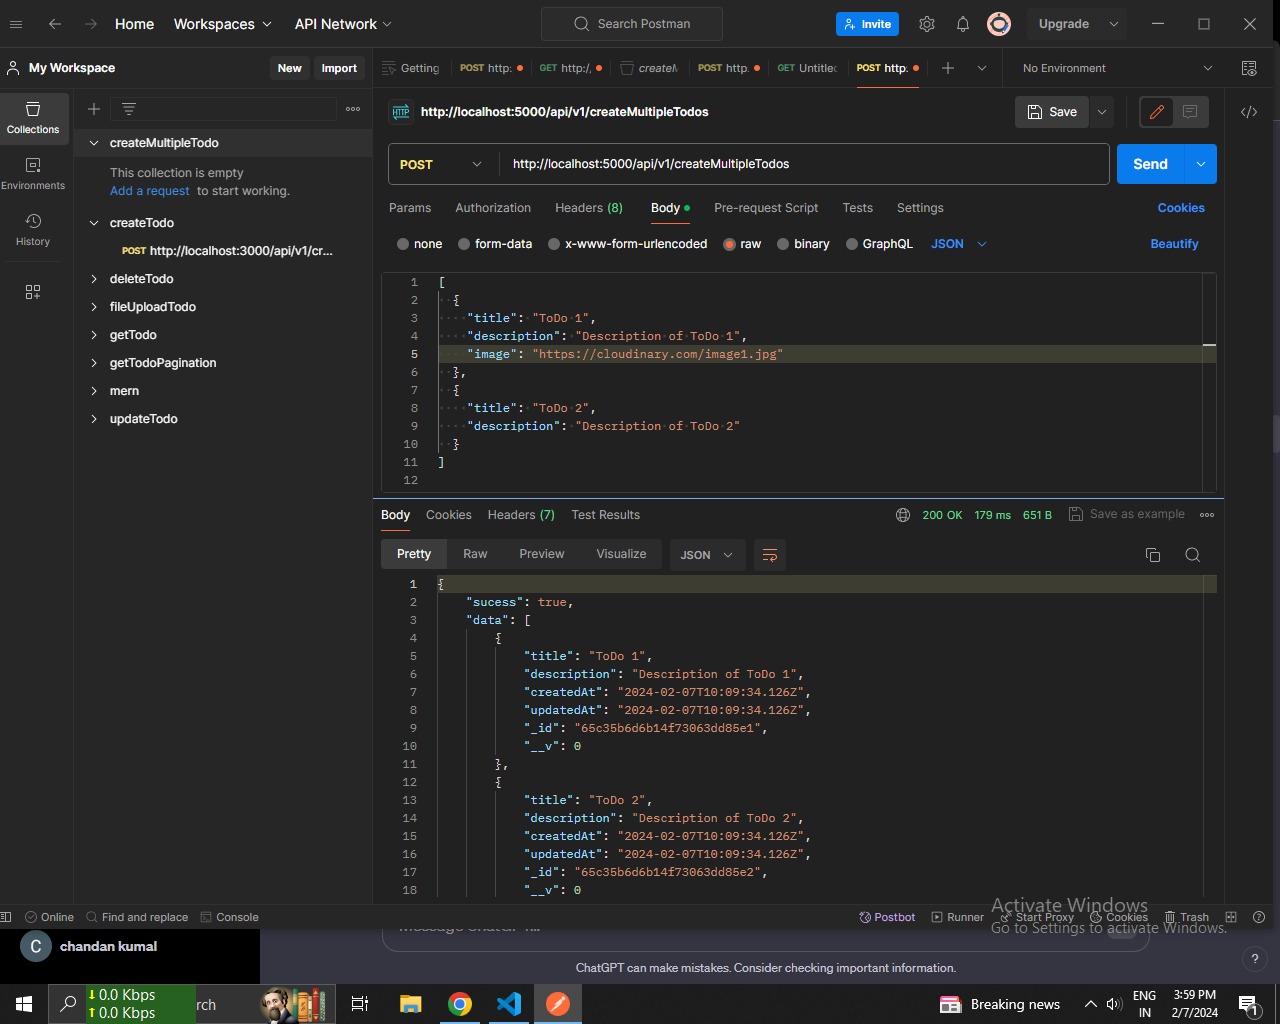 Home Workspaces API Network Search Postman Invite Upgrade
My Workspace New Import Getting POST http: GET http:/ createM POST http: GET Untitle POST http: No Environment
Collections
Environments
History
createMultipleTodo
This collection is empty
Add a request to start working.
createTodo
POST http://localhost:3000/api/v1/cr...
deleteTodo
fileUploadTodo
getTodo
getTodoPagination
mern
updateTodo
HTTP http://localhost:5000/api/v1/createMultipleTodos Save
POST http://localhost:5000/api/v1/createMultipleTodos Send
Params Authorization Headers (8) Body Pre-request Script Tests Settings Cookies
none form-data x-www-form-urlencoded raw binary GraphQL JSON Beautify
1 [
2 {
3 "title": "ToDo 1",
4 "description": "Description of ToDo 1",
5 "image": "https://cloudinary.com/image1.jpg"
6 },
7 {
8 "title": "ToDo 2",
9 "description": "Description of ToDo 2"
10 }
11 ]
12
Body Cookies Headers (7) Test Results 200 OK 179 ms 651 B Save as example
Pretty Raw Preview Visualize JSON
1 {
2 "sucess": true,
3 "data": [
4 {
5 "title": "ToDo 1",
6 "description": "Description of ToDo 1",
7 "createdAt": "2024-02-07T10:09:34.126Z",
8 "updatedAt": "2024-02-07T10:09:34.126Z",
9 "_id": "65c35b6d6b14f73063dd85e1",
10 "__v": 0
11 },
12 {
13 "title": "ToDo 2",
14 "description": "Description of ToDo 2",
15 "createdAt": "2024-02-07T10:09:34.126Z",
16 "updatedAt": "2024-02-07T10:09:34.126Z",
17 "_id": "65c35b6d6b14f73063dd85e2",
18 "__v": 0
Activate Windows
Go to Settings to activate Windows.
Online Find and replace Console Postbot Runner Start Proxy Cookies Trash
C chandan kumal
ChatGPT can make mistakes. Consider checking important information.
?
0.0 Kbps
0.0 Kbps
rch
Breaking news
ENG
IN
3:59 PM
2/7/2024
1